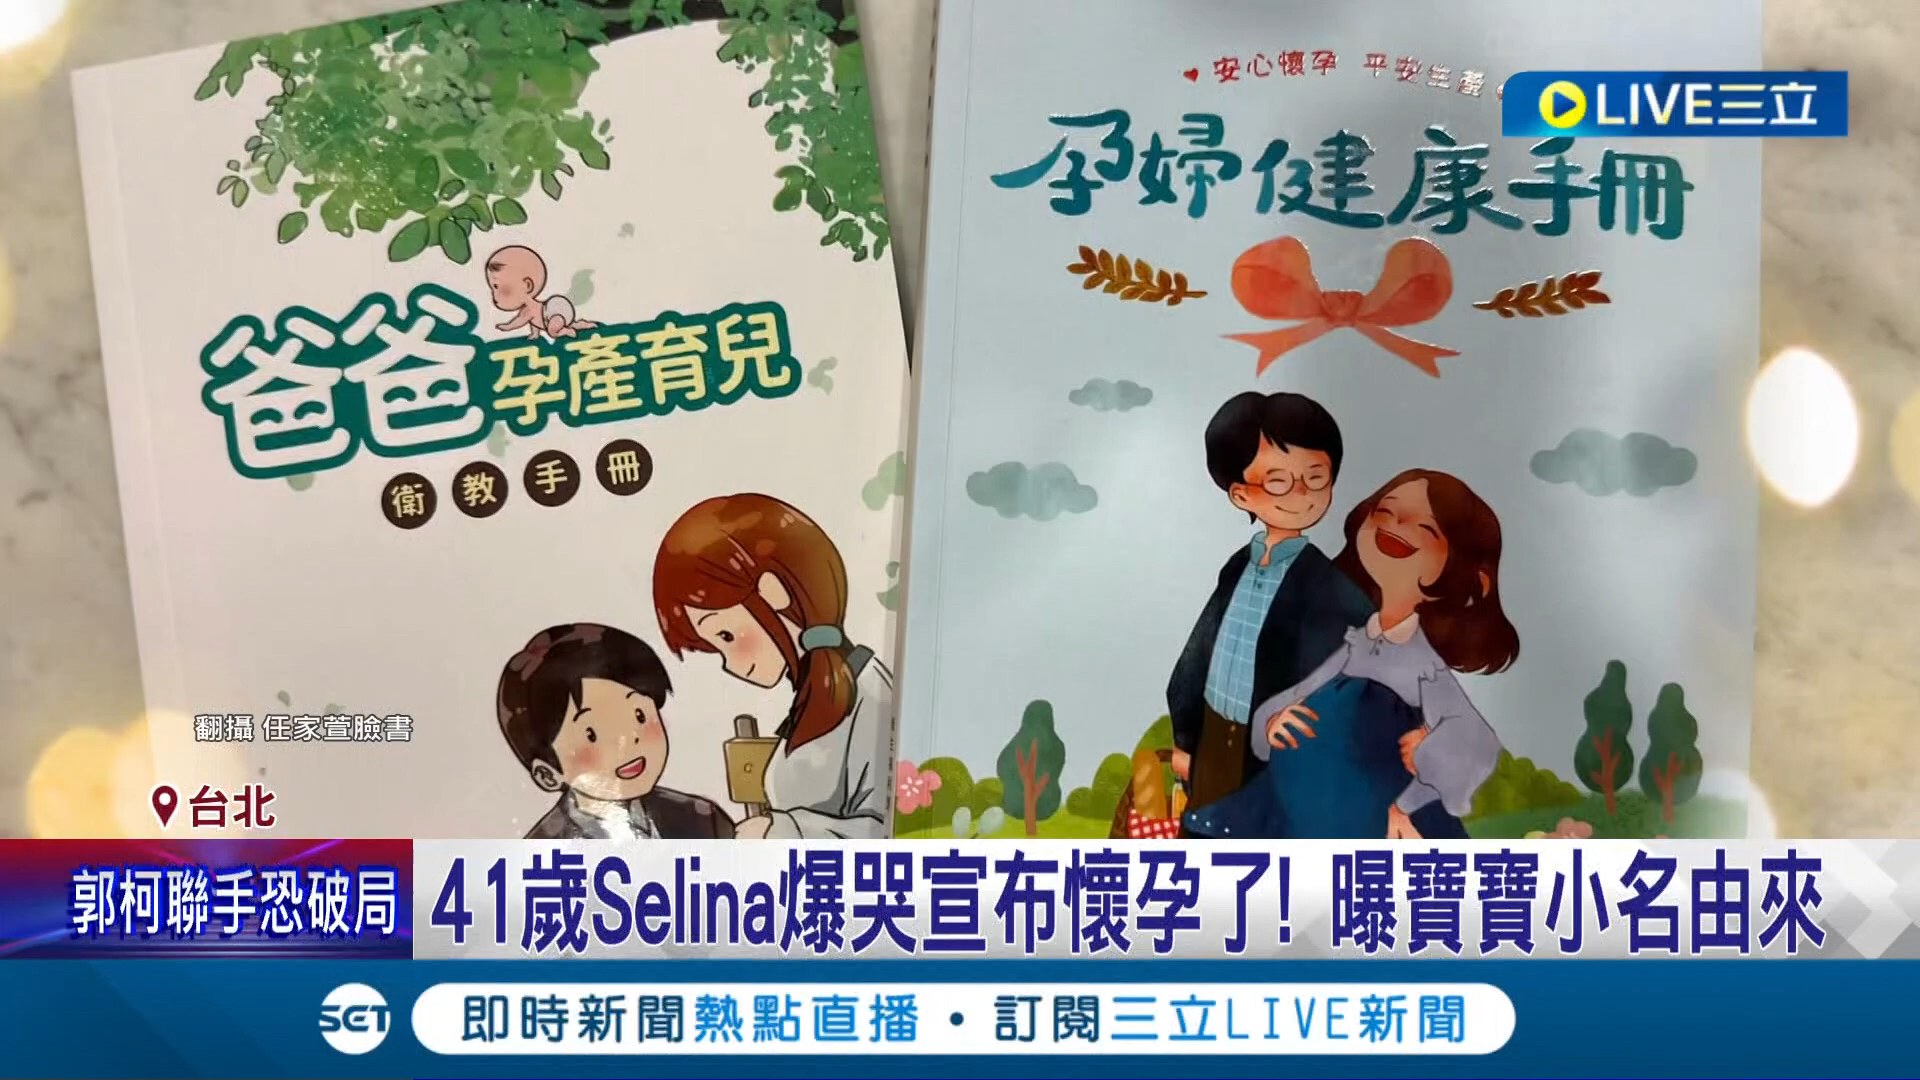 安心懷孕 平安生產
LIVE三立
孕婦健康手冊
爸爸孕產育兒
衛教手冊
翻攝 任家萱臉書
台北
郭柯聯手恐破局
41歲Selina爆哭宣布懷孕了! 曝寶寶小名由來
SET
即時新聞熱點直播・訂閱三立LIVE新聞